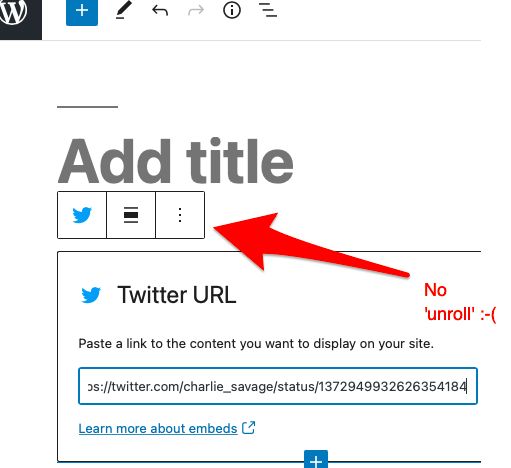 Add title
Twitter URL
No
'unroll' :-(
Paste a link to the content you want to display on your site.
os://twitter.com/charlie_savage/status/1372949932626354184
Learn more about embeds